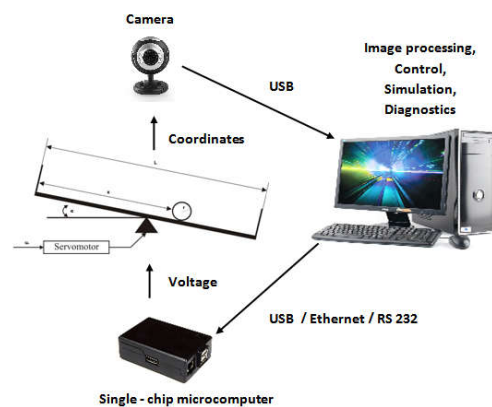 Camera
Image processing,
Control,
Simulation,
Diagnostics
USB
Coordinates
L
r
Servomotor
Voltage
USB / Ethernet / RS 232
Single - chip microcomputer